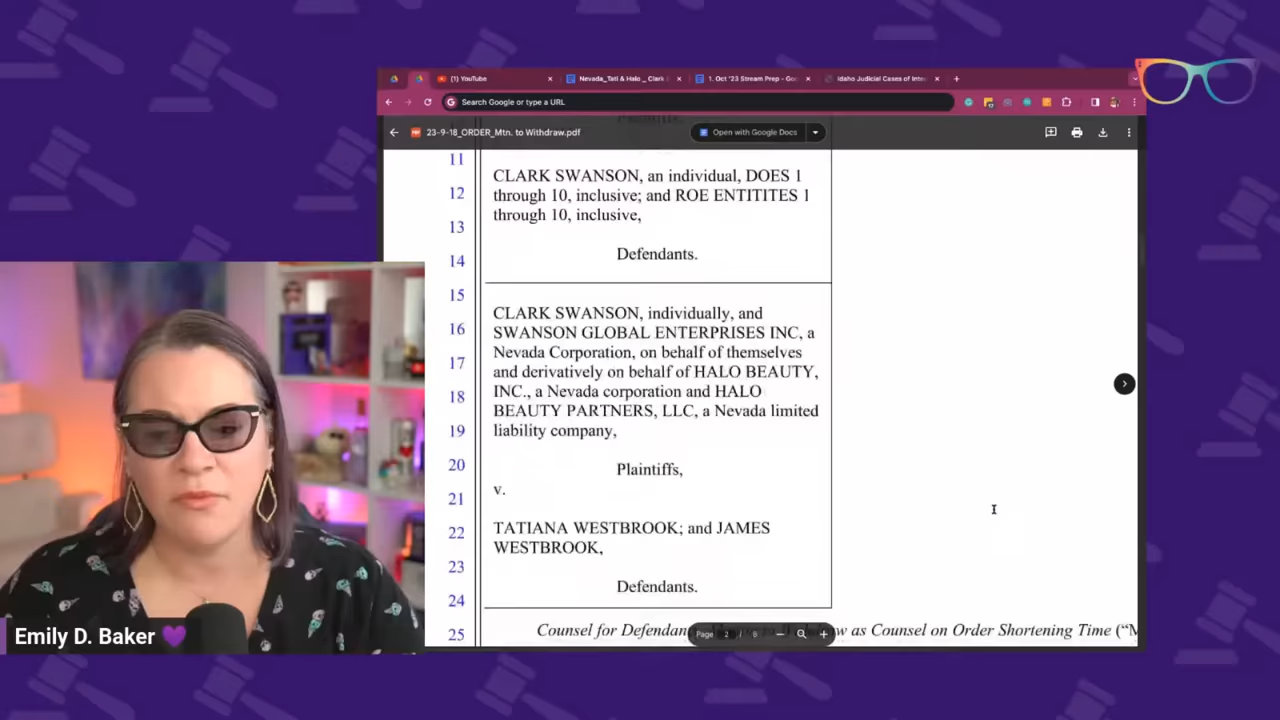 (1) YouTube
Nevada_Tati & Halo _ Clark
1. Oct '23 Stream Prep - Goo
Idaho Judicial Cases of Inte
Search Google or type a URL
23-9-18_ORDER_Mtn. to Withdraw.pdf
Open with Google Docs
11
CLARK SWANSON, an individual, DOES 1
12
through 10, inclusive; and ROE ENTITITES 1
through 10, inclusive,
13
Defendants.
14
15
CLARK SWANSON, individually, and
16
SWANSON GLOBAL ENTERPRISES INC, a
Nevada Corporation, on behalf of themselves
17
and derivatively on behalf of HALO BEAUTY,
18
INC., a Nevada corporation and HALO
BEAUTY PARTNERS, LLC, a Nevada limited
19
liability company,
20
Plaintiffs,
21
v.
22
TATIANA WESTBROOK; and JAMES
WESTBROOK,
23
Defendants.
24
25
Counsel for Defendan
as Counsel on Order Shortening Time ("M
Page 2 / 9
Emily D. Baker